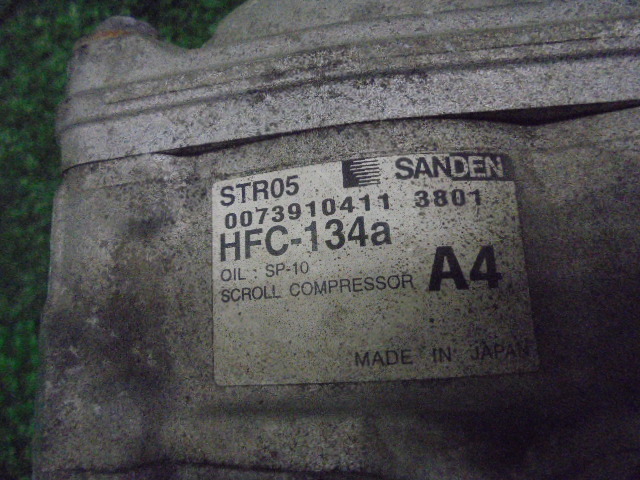 STR05 SANDEN
0073910411 3801
HFC-134a
OIL : SP-10
SCROLL COMPRESSOR A4
MADE IN JAPAN